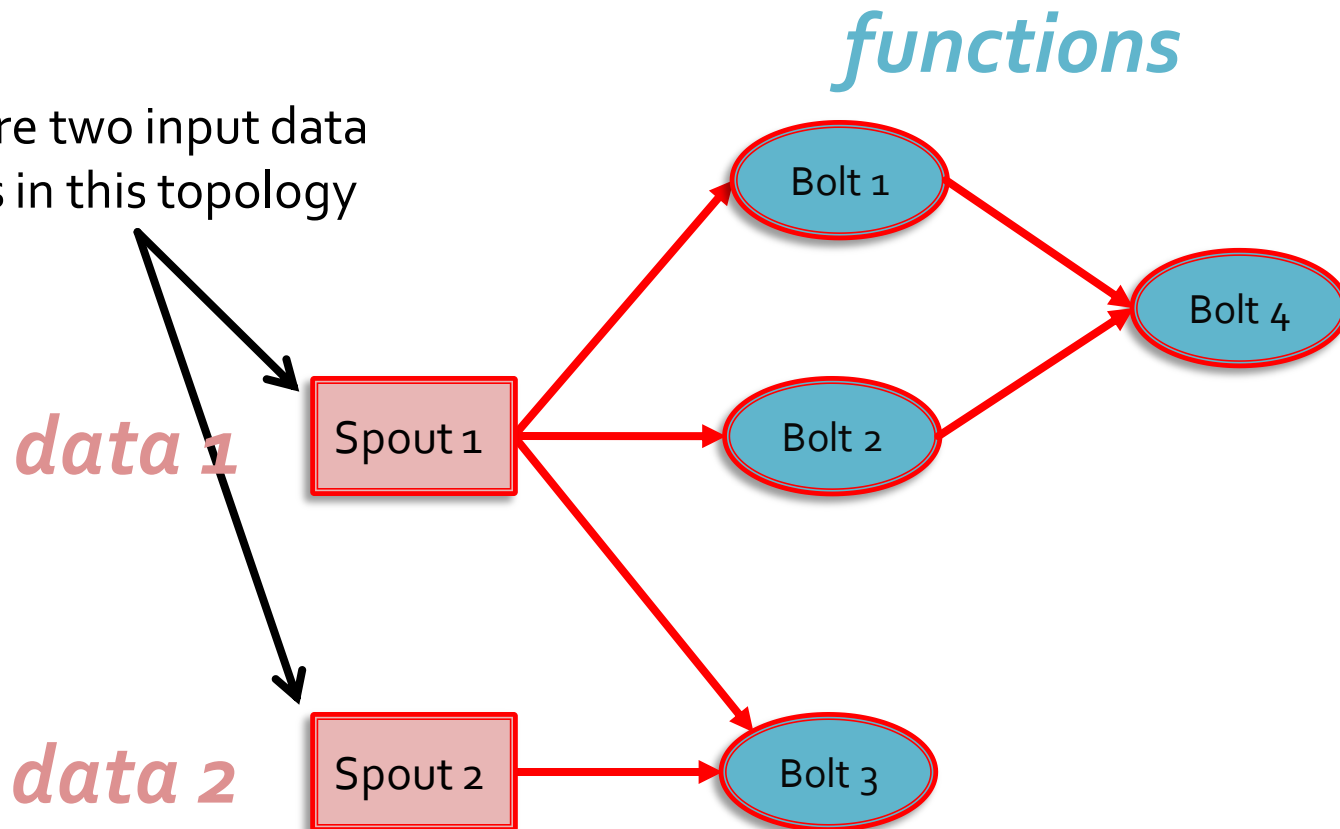 functions
re two input data
s in this topology
Bolt 1
Bolt 4
data 1
Spout 1
Bolt 2
data 2
Spout 2
Bolt 3